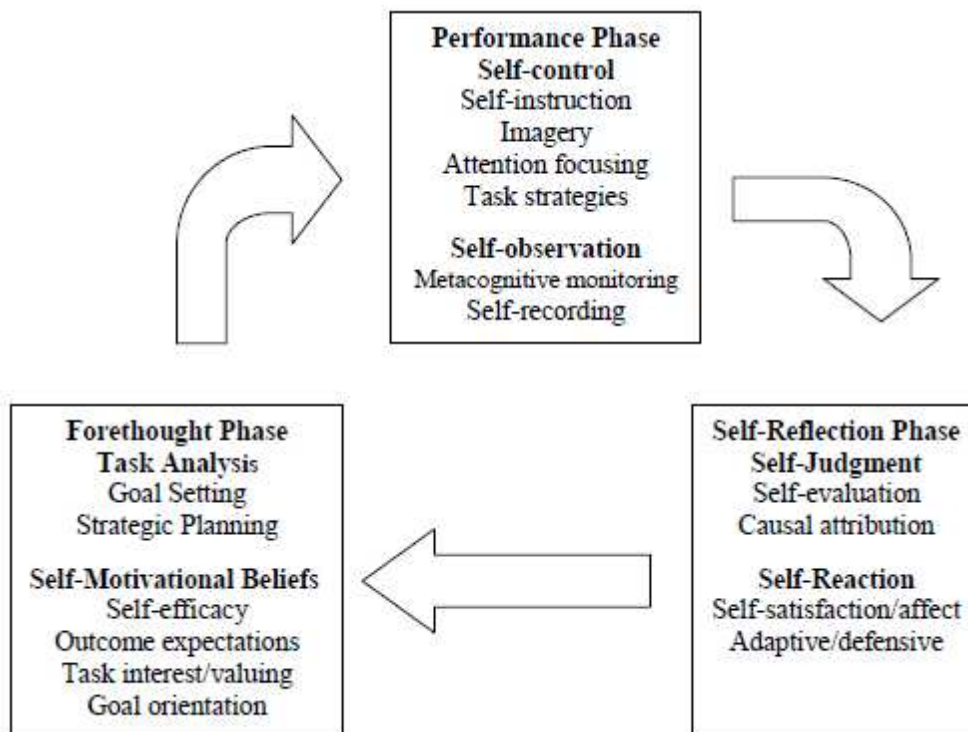 Performance Phase
Self-control
Self-instruction
Imagery
Attention focusing
Task strategies
Self-observation
Metacognitive monitoring
Self-recording
Forethought Phase
Task Analysis
Goal Setting
Strategic Planning
Self-Motivational Beliefs
Self-efficacy
Outcome expectations
Task interest/valuing
Goal orientation
Self-Reflection Phase
Self-Judgment
Self-evaluation
Causal attribution
Self-Reaction
Self-satisfaction/affect
Adaptive/defensive